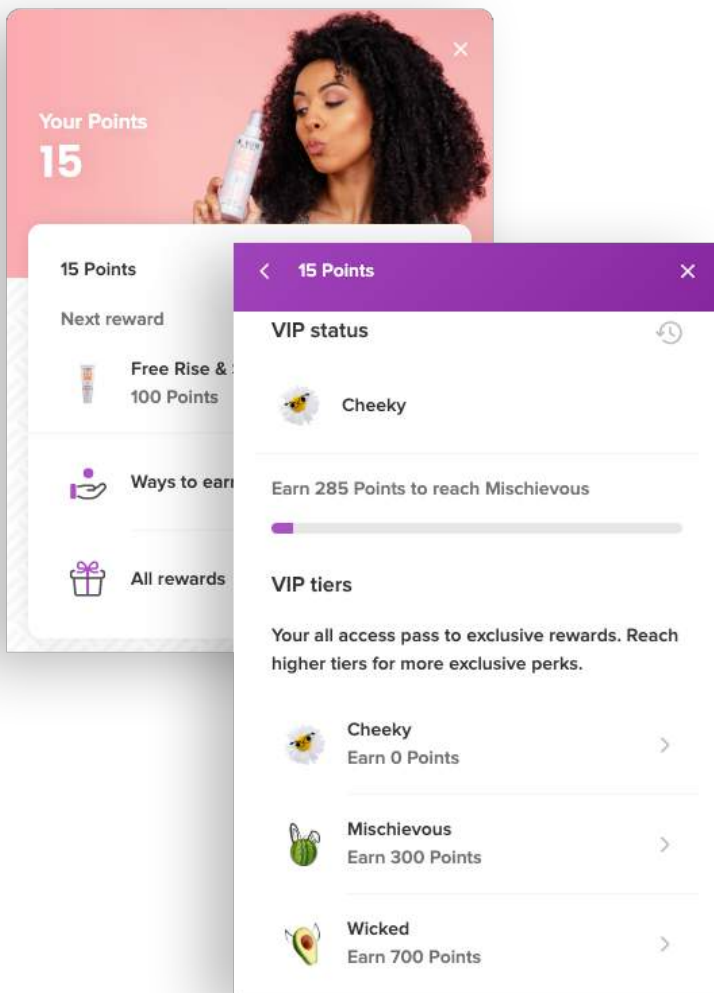 Your Points
15
15 Points
Next reward
Free Rise &
100 Points
Ways to earn
All rewards
15 Points
VIP status
Cheeky
Earn 285 Points to reach Mischievous
VIP tiers
Your all access pass to exclusive rewards. Reach
higher tiers for more exclusive perks.
Cheeky
Earn 0 Points
Mischievous
Earn 300 Points
Wicked
Earn 700 Points